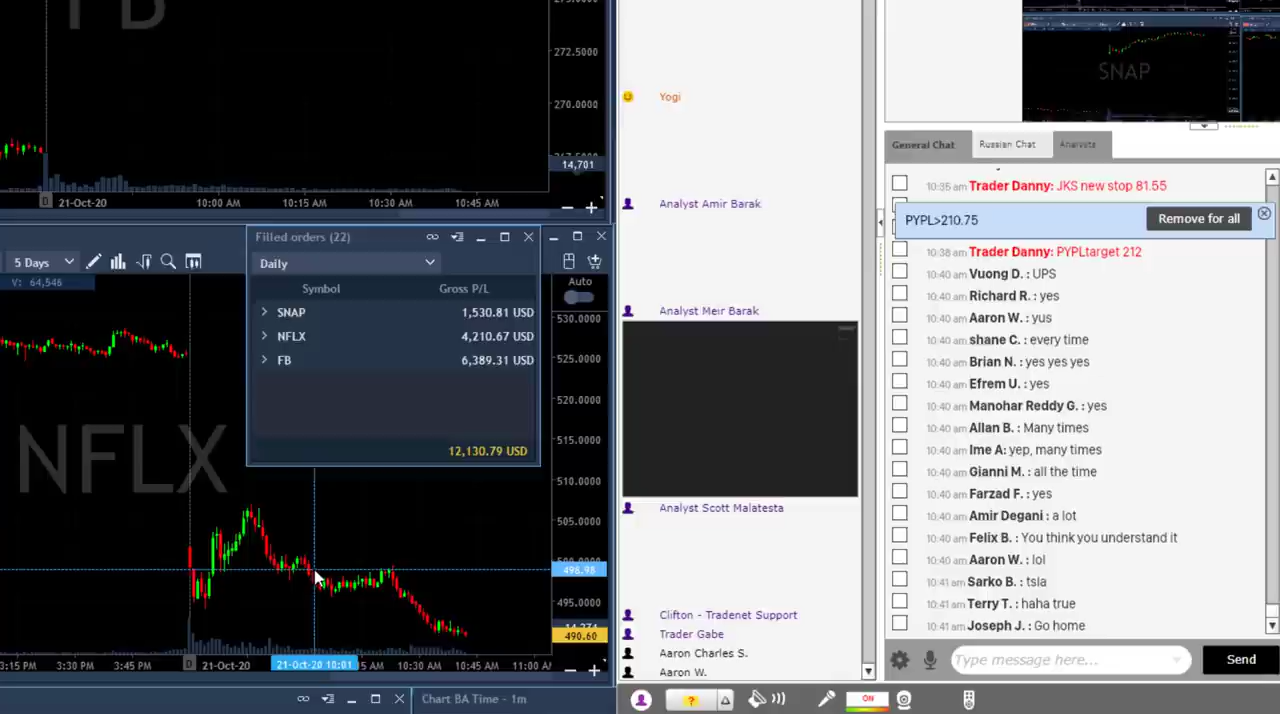 FB
272.5000
270.0000
14,701
D
21-Oct-20
10:00 AM
10:15 AM
10:30 AM
10:45 AM
5 Days
V: 64,546
Filled orders (22)
Daily
Symbol Gross P/L
SNAP 1,530.81 USD
NFLX 4,210.67 USD
FB 6,389.31 USD
12,130.79 USD
Auto
530.0000
525.0000
520.0000
515.0000
510.0000
505.0000
498.98
495.0000
490.60
NFLX
3:15 PM
3:30 PM
3:45 PM
D
21-Oct-20
21-Oct-20 10:01
5 AM
10:30 AM
10:45 AM
11:00 AM
Chart BA Time - 1m
Yogi
Analyst Amir Barak
Analyst Meir Barak
Analyst Scott Malatesta
Clifton - Tradenet Support
Trader Gabe
Aaron Charles S.
Aaron W.
SNAP
General Chat
Russian Chat
Analysts
10:35 am Trader Danny: JKS new stop 81.55
PYPL>210.75
Remove for all
10:38 am Trader Danny: PYPLtarget 212
10:40 am Vuong D. : UPS
10:40 am Richard R. : yes
10:40 am Aaron W. : yus
10:40 am shane C. : every time
10:40 am Brian N. : yes yes yes
10:40 am Efrem U. : yes
10:40 am Manohar Reddy G. : yes
10:40 am Allan B. : Many times
10:40 am Ime A: yep, many times
10:40 am Gianni M. : all the time
10:40 am Farzad F. : yes
10:40 am Amir Degani : a lot
10:40 am Felix B. : You think you understand it
10:40 am Aaron W. : lol
10:41 am Sarko B. : tsla
10:41 am Terry T. : haha true
10:41 am Joseph J. : Go home
Type message here...
Send
ON